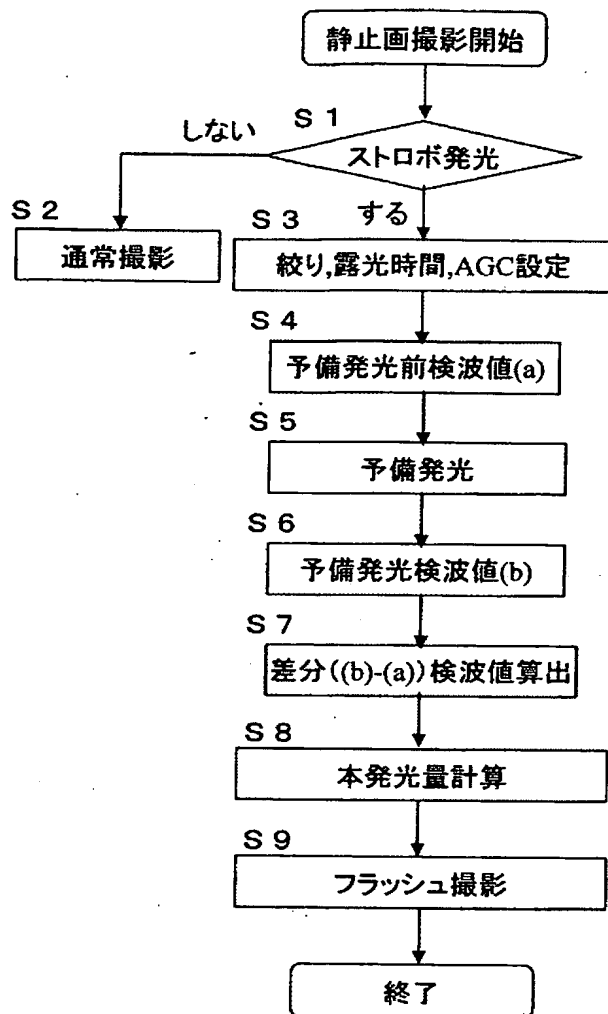 静止画撮影開始
S 1
しない
ストロボ発光
S 2
する
S 3
通常撮影
絞り,露光時間,AGC設定
S 4
予備発光前検波値(a)
S 5
予備発光
S 6
予備発光検波値(b)
S 7
差分((b)-(a))検波値算出
S 8
本発光量計算
S 9
フラッシュ撮影
終了